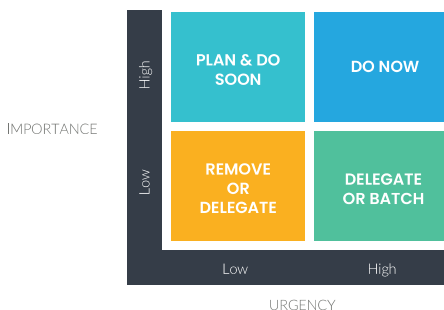 PLAN & DO
SOON
DO NOW
High
IMPORTANCE
Low
REMOVE
OR
DELEGATE
DELEGATE
OR BATCH
Low
High
URGENCY